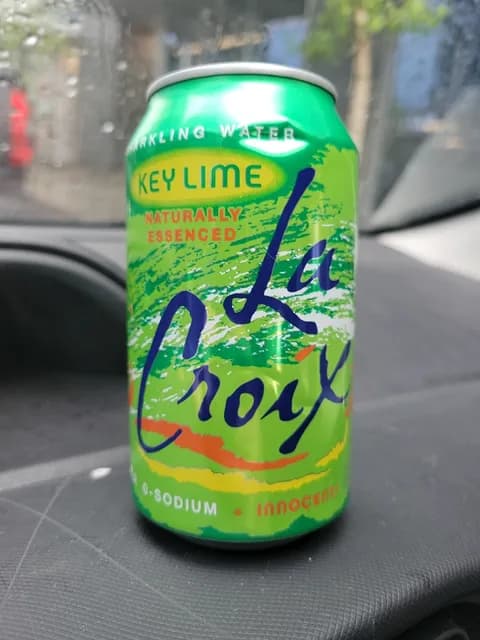 WATER
KEY LIME
NATURALLY
ESSENCED
La
Croix
0-SODIUM